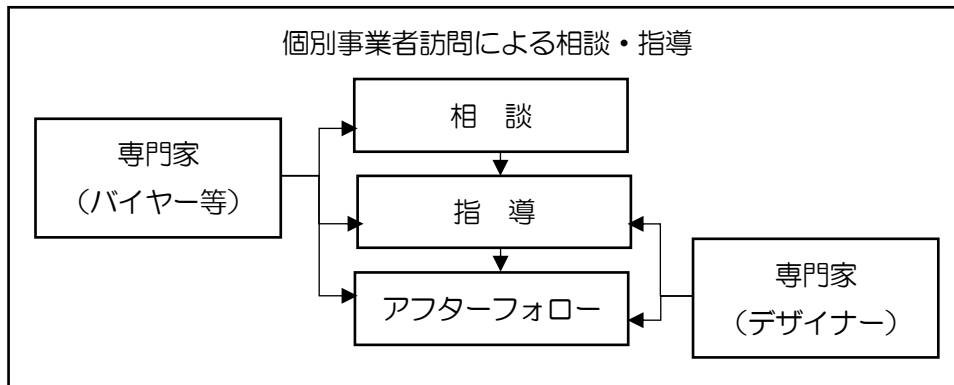 個別事業者訪問による相談・指導
相　談
専門家
（バイヤー等）
指　導
アフターフォロー
専門家
（デザイナー）